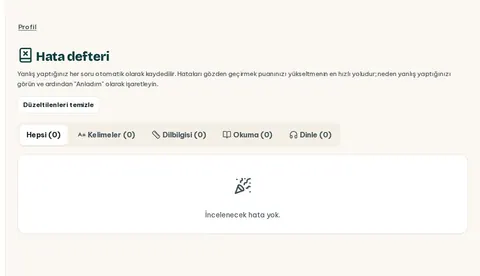 Profil
Hata defteri
Yanlış yaptığınız her soru otomatik olarak kaydedilir. Hataları gözden geçirmek puanınızı yükseltmenin en hızlı yoludur; neden yanlış yaptığınızı
görün ve ardından "Anladım" olarak işaretleyin.
Düzeltilenleri temizle
Hepsi (0) Aa Kelimeler (0) Dilbilgisi (0) Okuma (0) Dinle (0)
İncelenecek hata yok.